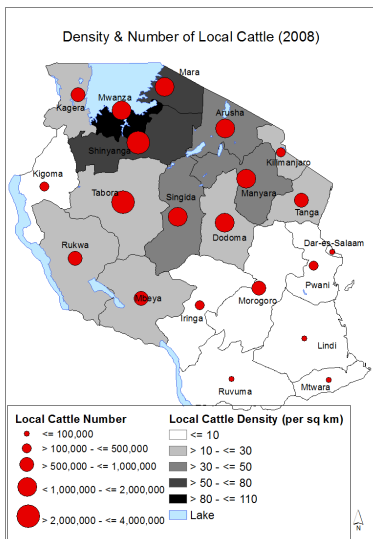 Density & Number of Local Cattle (2008)
Mara
Mwanza
Kagera
Arusha
Shinyanga
Kilimanjaro
Kigoma
Tabora
Singida
Manyara
Tanga
Dodoma
Rukwa
Dar-es-Salaam
Pwani
Mbeya
Morogoro
Iringa
Lindi
Ruvuma
Mtwara
Local Cattle Number
<= 100,000
> 100,000 - <= 500,000
> 500,000 - <= 1,000,000
< 1,000,000 - <= 2,000,000
> 2,000,000 - <= 4,000,000
Local Cattle Density (per sq km)
<= 10
> 10 - <= 30
> 30 - <= 50
> 50 - <= 80
> 80 - <= 110
Lake
N